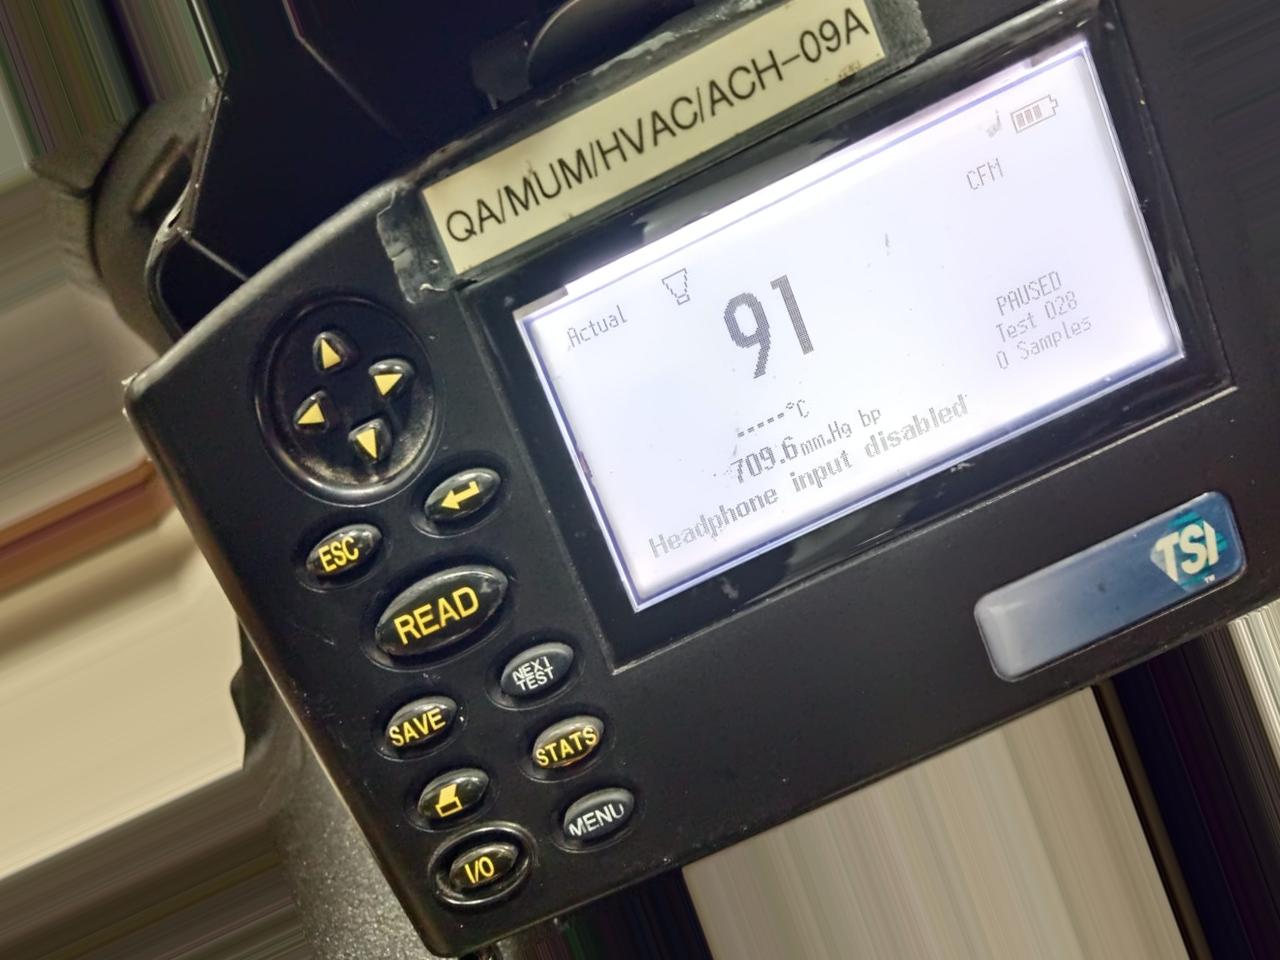 QA/MUM/HVAC/ACH-09A
CFM
Actual
91
PAUSED
Test 028
0 Samples
-----°C
709.6mm.Hg bp
Headphone input disabled
ESC
READ
NEXT
TEST
SAVE
STATS
MENU
I/O
TSI
TM